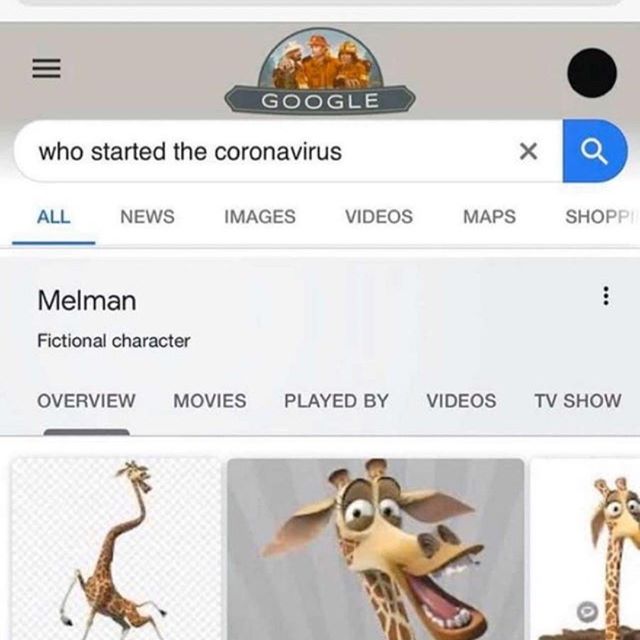 GOOGLE
who started the coronavirus
ALL NEWS IMAGES VIDEOS MAPS SHOPPI
Melman
Fictional character
OVERVIEW MOVIES PLAYED BY VIDEOS TV SHOW